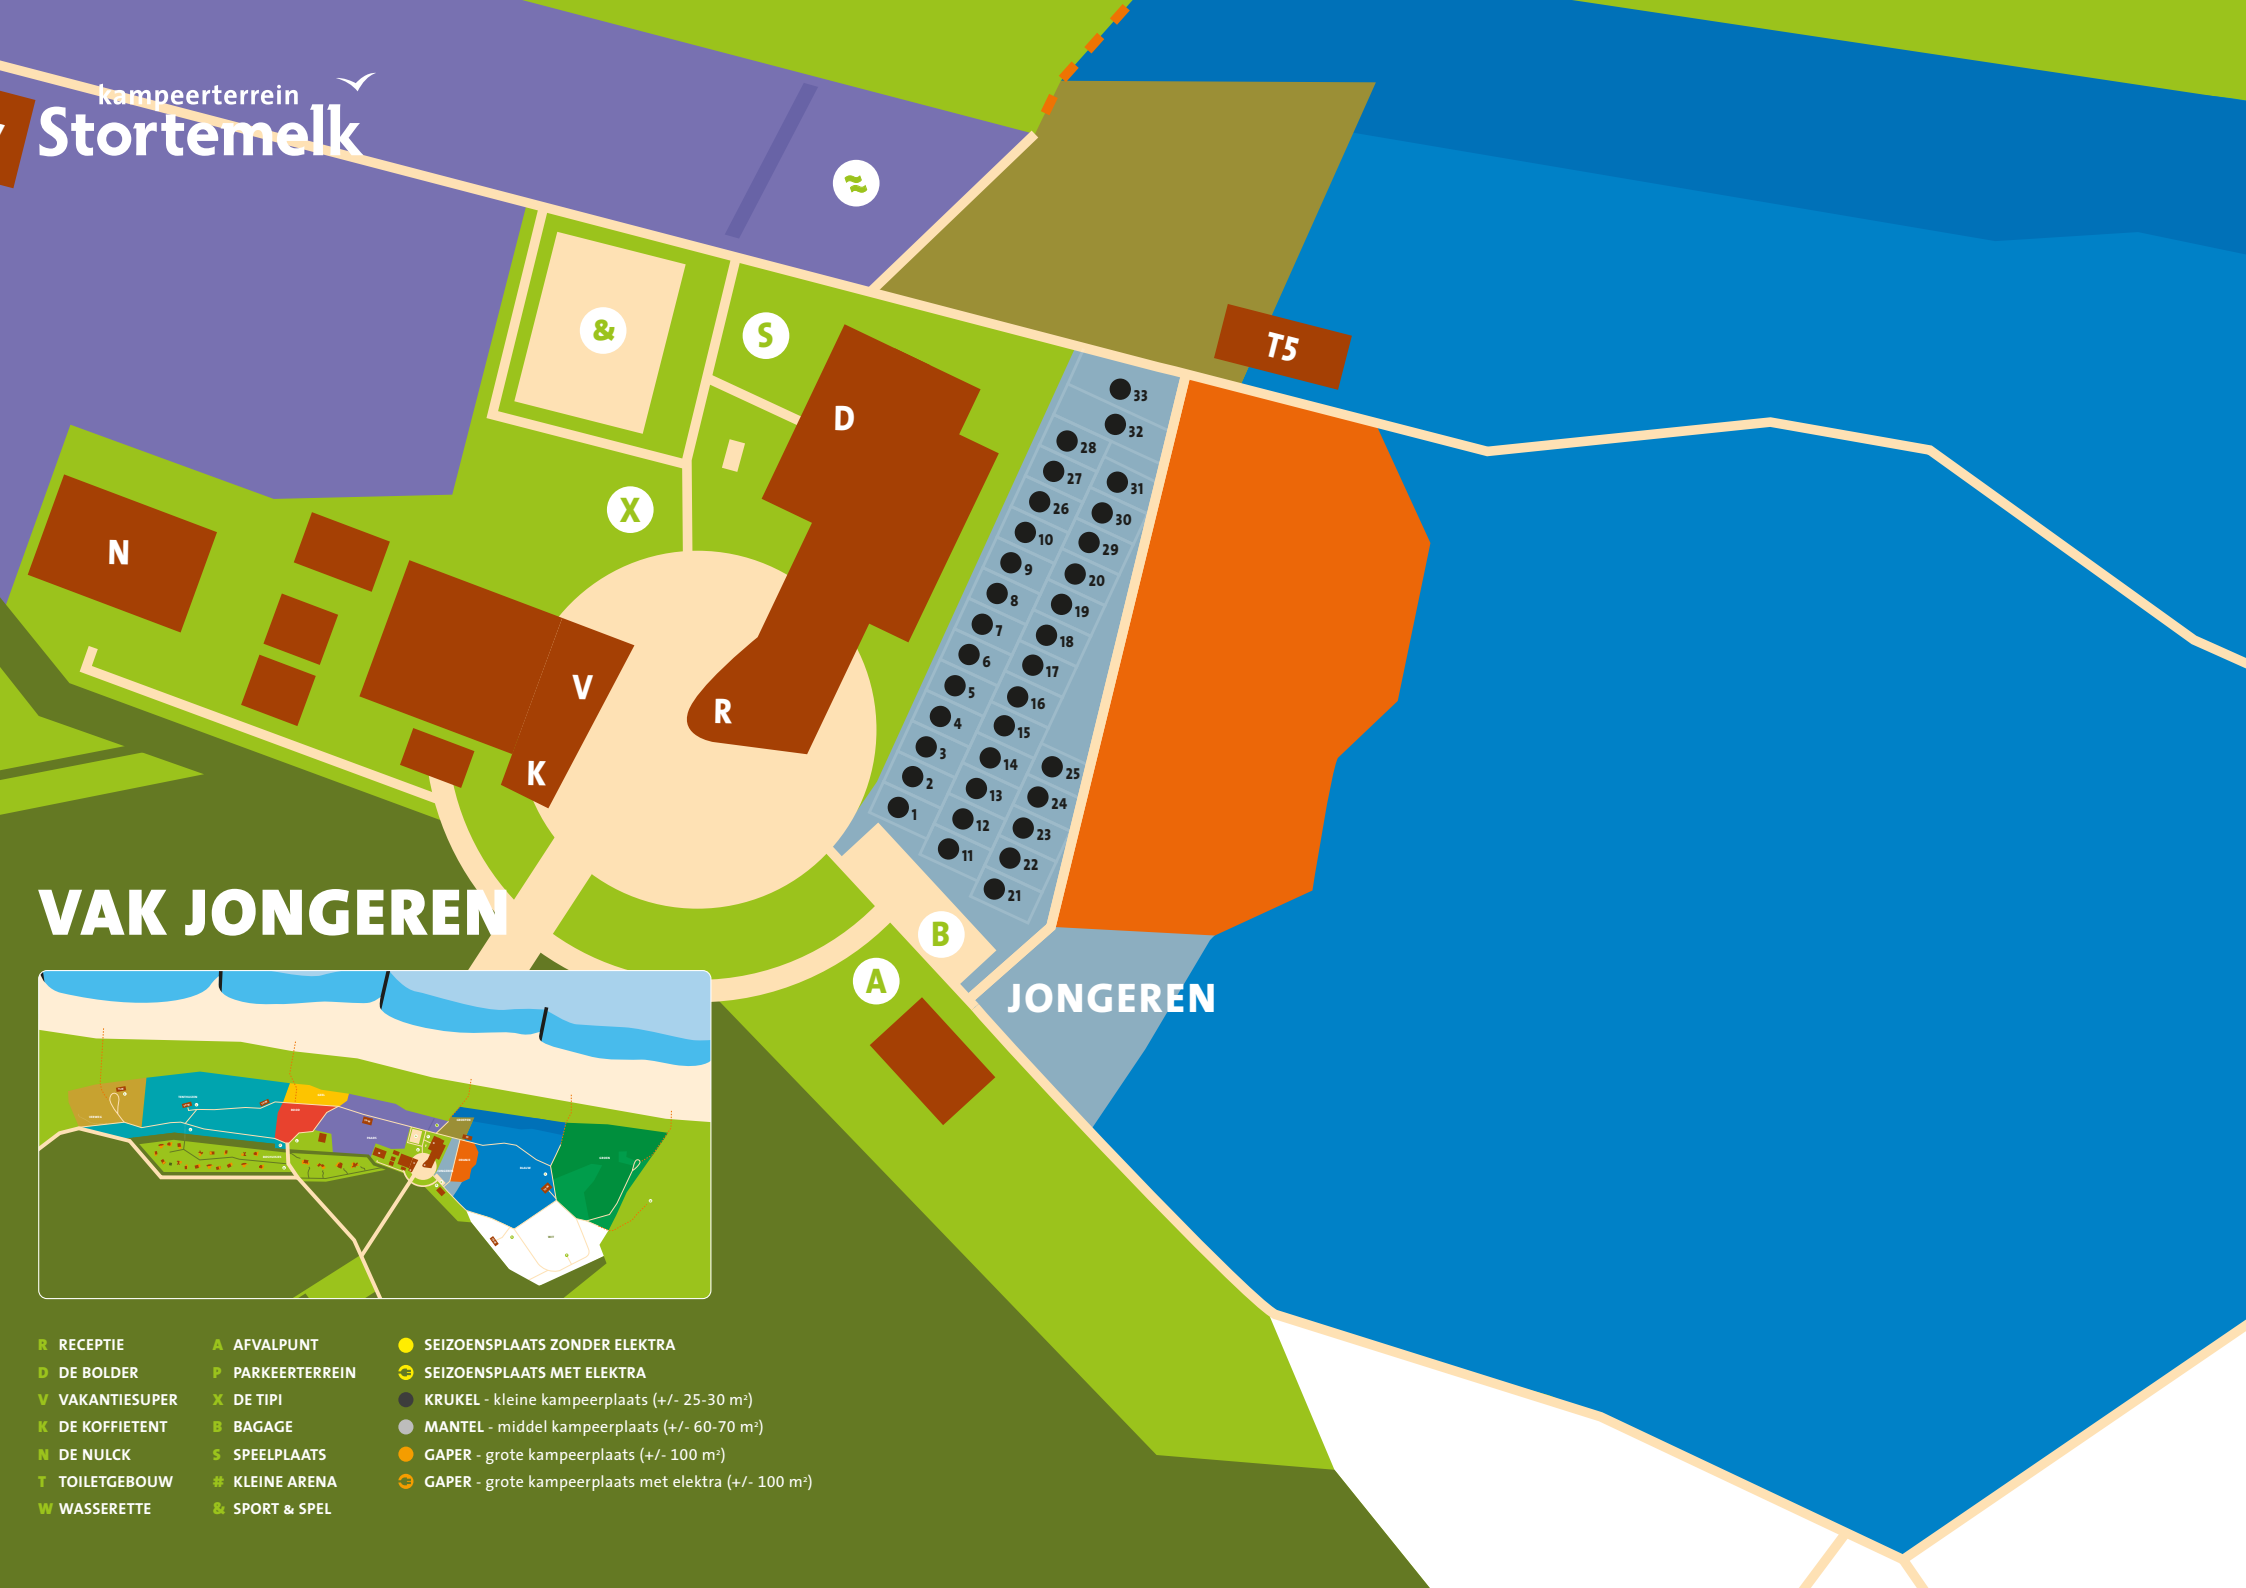 kampeerterrein
Stortemelk
&
S
D
T5
N
X
V
R
K
33
32
28
27
31
26
30
10
29
9
20
8
19
7
18
6
17
5
16
4
15
3
14
25
2
13
24
1
12
23
11
22
21
B
A
JONGEREN
VAK JONGEREN
R RECEPTIE
D DE BOLDER
V VAKANTIESUPER
K DE KOFFIETENT
N DE NULCK
T TOILETGEBOUW
W WASSERETTE
A AFVALPUNT
P PARKEERTERREIN
X DE TIPI
B BAGAGE
S SPEELPLAATS
# KLEINE ARENA
& SPORT & SPEL
SEIZOENSPLAATS ZONDER ELEKTRA
SEIZOENSPLAATS MET ELEKTRA
KRUKEL - kleine kampeerplaats (+/- 25-30 m²)
MANTEL - middel kampeerplaats (+/- 60-70 m²)
GAPER - grote kampeerplaats (+/- 100 m²)
GAPER - grote kampeerplaats met elektra (+/- 100 m²)